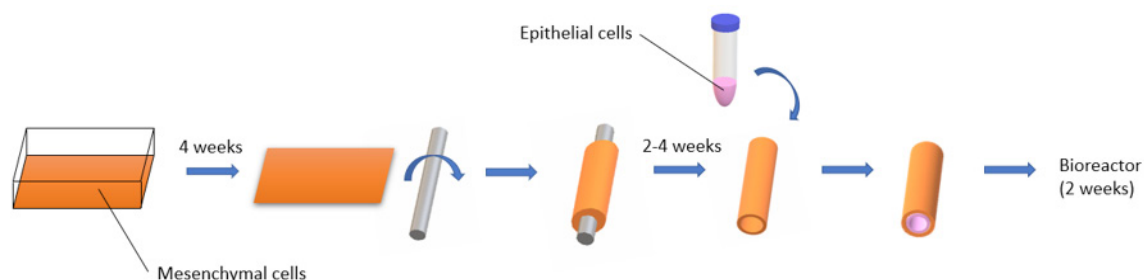 Epithelial cells
4 weeks
2-4 weeks
Bioreactor
(2 weeks)
Mesenchymal cells